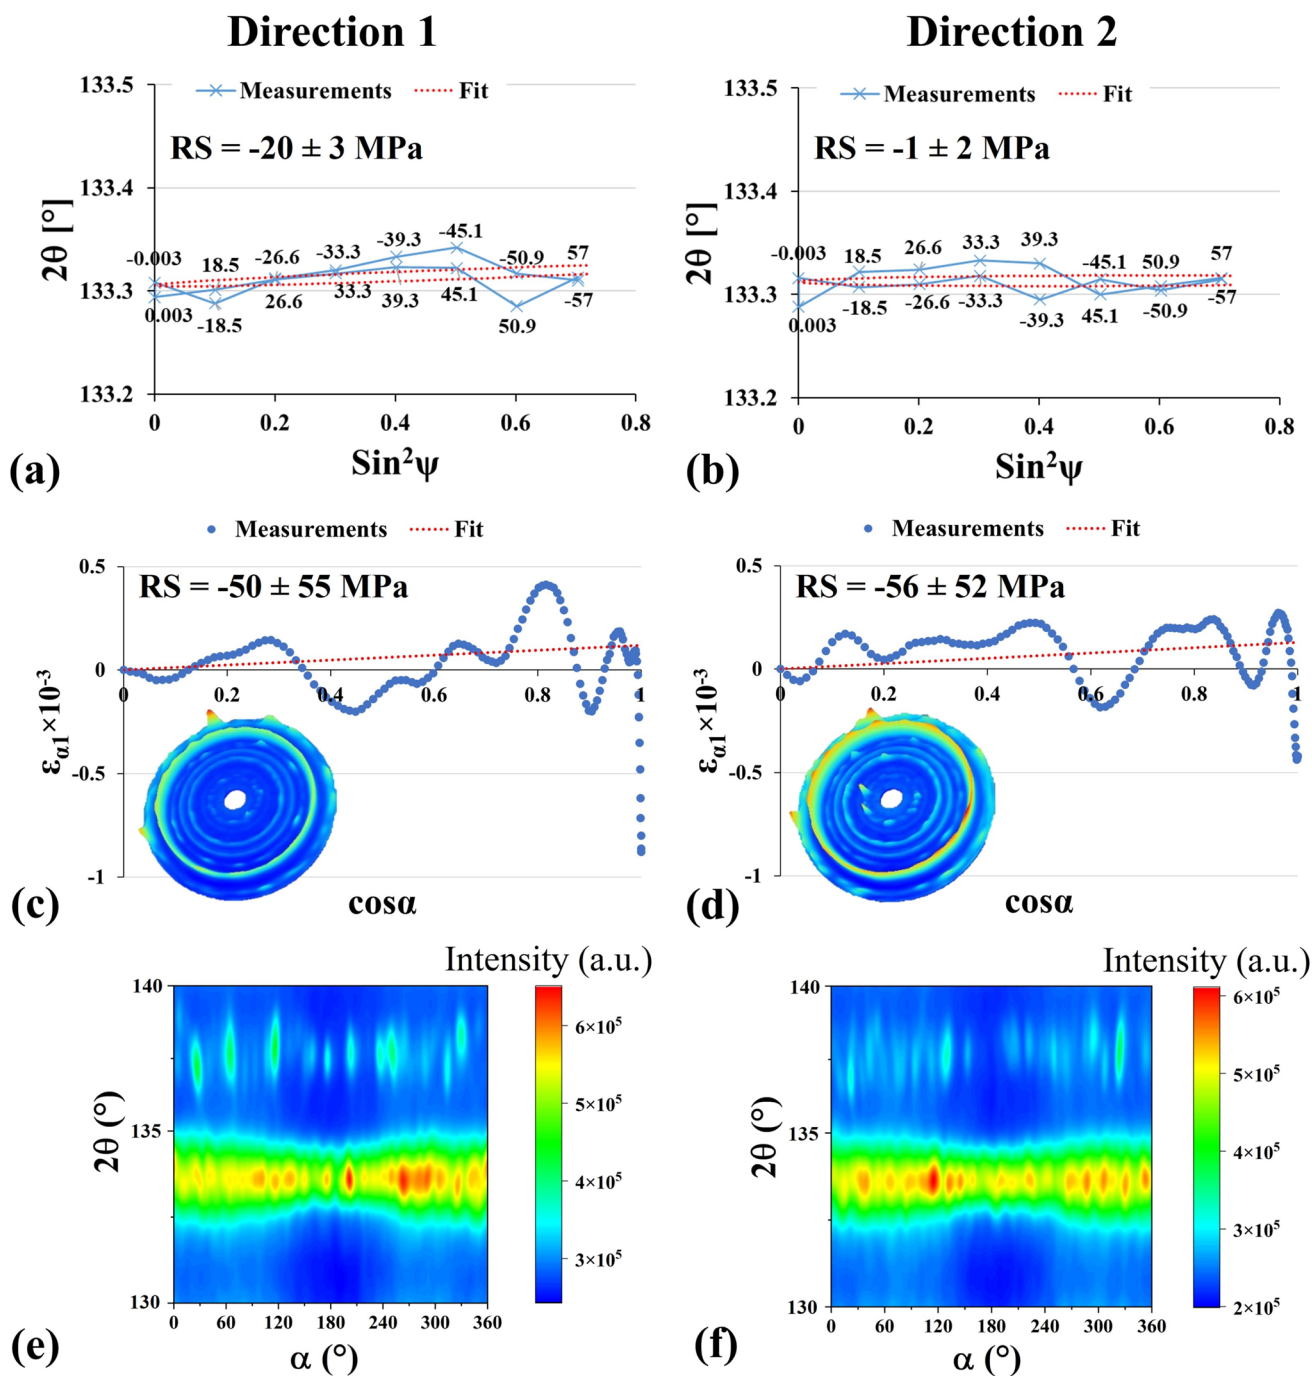 Direction 1
Direction 2
(a)
133.5
133.4
133.3
133.2
2θ [°]
Measurements
Fit
RS = -20 ± 3 MPa
-0.003
18.5
-26.6
-33.3
-39.3
-45.1
-50.9
57
0.003
-18.5
26.6
33.3
39.3
45.1
50.9
-57
0
0.2
0.4
0.6
0.8
Sin²ψ
(b)
133.5
133.4
133.3
133.2
2θ [°]
Measurements
Fit
RS = -1 ± 2 MPa
-0.003
18.5
26.6
33.3
39.3
-45.1
50.9
57
0.003
-18.5
-26.6
-33.3
-39.3
45.1
-50.9
-57
0
0.2
0.4
0.6
0.8
Sin²ψ
(c)
Measurements
Fit
RS = -50 ± 55 MPa
0.5
0
-0.5
-1
εα1×10⁻³
0
0.2
0.4
0.6
0.8
1
cosα
(d)
Measurements
Fit
RS = -56 ± 52 MPa
0.5
0
-0.5
-1
εα1×10⁻³
0
0.2
0.4
0.6
0.8
1
cosα
(e)
Intensity (a.u.)
140
135
130
2θ (°)
6×10⁵
5×10⁵
4×10⁵
3×10⁵
0
60
120
180
240
300
360
α (°)
(f)
Intensity (a.u.)
140
135
130
2θ (°)
6×10⁵
5×10⁵
4×10⁵
3×10⁵
2×10⁵
0
60
120
180
240
300
360
α (°)